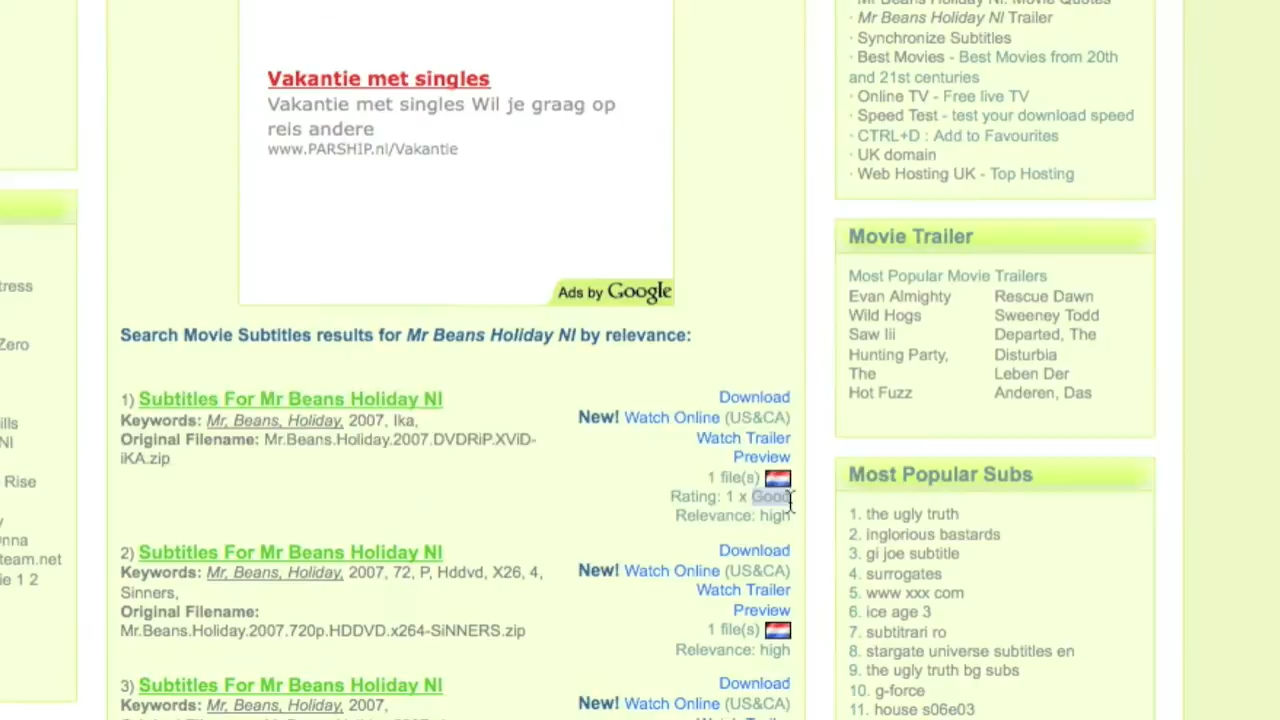 tress
Zero
ills
Nl
Rise
team.net
ie 1 2
Vakantie met singles
Vakantie met singles Wil je graag op
reis andere
www.PARSHIP.nl/Vakantie
Ads by Google
Search Movie Subtitles results for Mr Beans Holiday Nl by relevance:
1) Subtitles For Mr Beans Holiday Nl
Keywords: Mr, Beans, Holiday, 2007, Ika,
Original Filename: Mr.Beans.Holiday.2007.DVDRiP.XViD-
iKA.zip
Download
New! Watch Online (US&CA)
Watch Trailer
Preview
1 file(s)
Rating: 1 x Good
Relevance: high
2) Subtitles For Mr Beans Holiday Nl
Keywords: Mr, Beans, Holiday, 2007, 72, P, Hddvd, X26, 4,
Sinners,
Original Filename:
Mr.Beans.Holiday.2007.720p.HDDVD.x264-SiNNERS.zip
Download
New! Watch Online (US&CA)
Watch Trailer
Preview
1 file(s)
Relevance: high
3) Subtitles For Mr Beans Holiday Nl
Keywords: Mr, Beans, Holiday, 2007,
Download
New! Watch Online (US&CA)
· Mr Beans Holiday Nl: Movie Quotes
· Mr Beans Holiday Nl Trailer
· Synchronize Subtitles
· Best Movies - Best Movies from 20th
and 21st centuries
· Online TV - Free live TV
· Speed Test - test your download speed
· CTRL+D : Add to Favourites
· UK domain
· Web Hosting UK - Top Hosting
Movie Trailer
Most Popular Movie Trailers
Evan Almighty
Wild Hogs
Saw Iii
Hunting Party,
The
Hot Fuzz
Rescue Dawn
Sweeney Todd
Departed, The
Disturbia
Leben Der
Anderen, Das
Most Popular Subs
1. the ugly truth
2. inglorious bastards
3. gi joe subtitle
4. surrogates
5. www xxx com
6. ice age 3
7. subtitrari ro
8. stargate universe subtitles en
9. the ugly truth bg subs
10. g-force
11. house s06e03